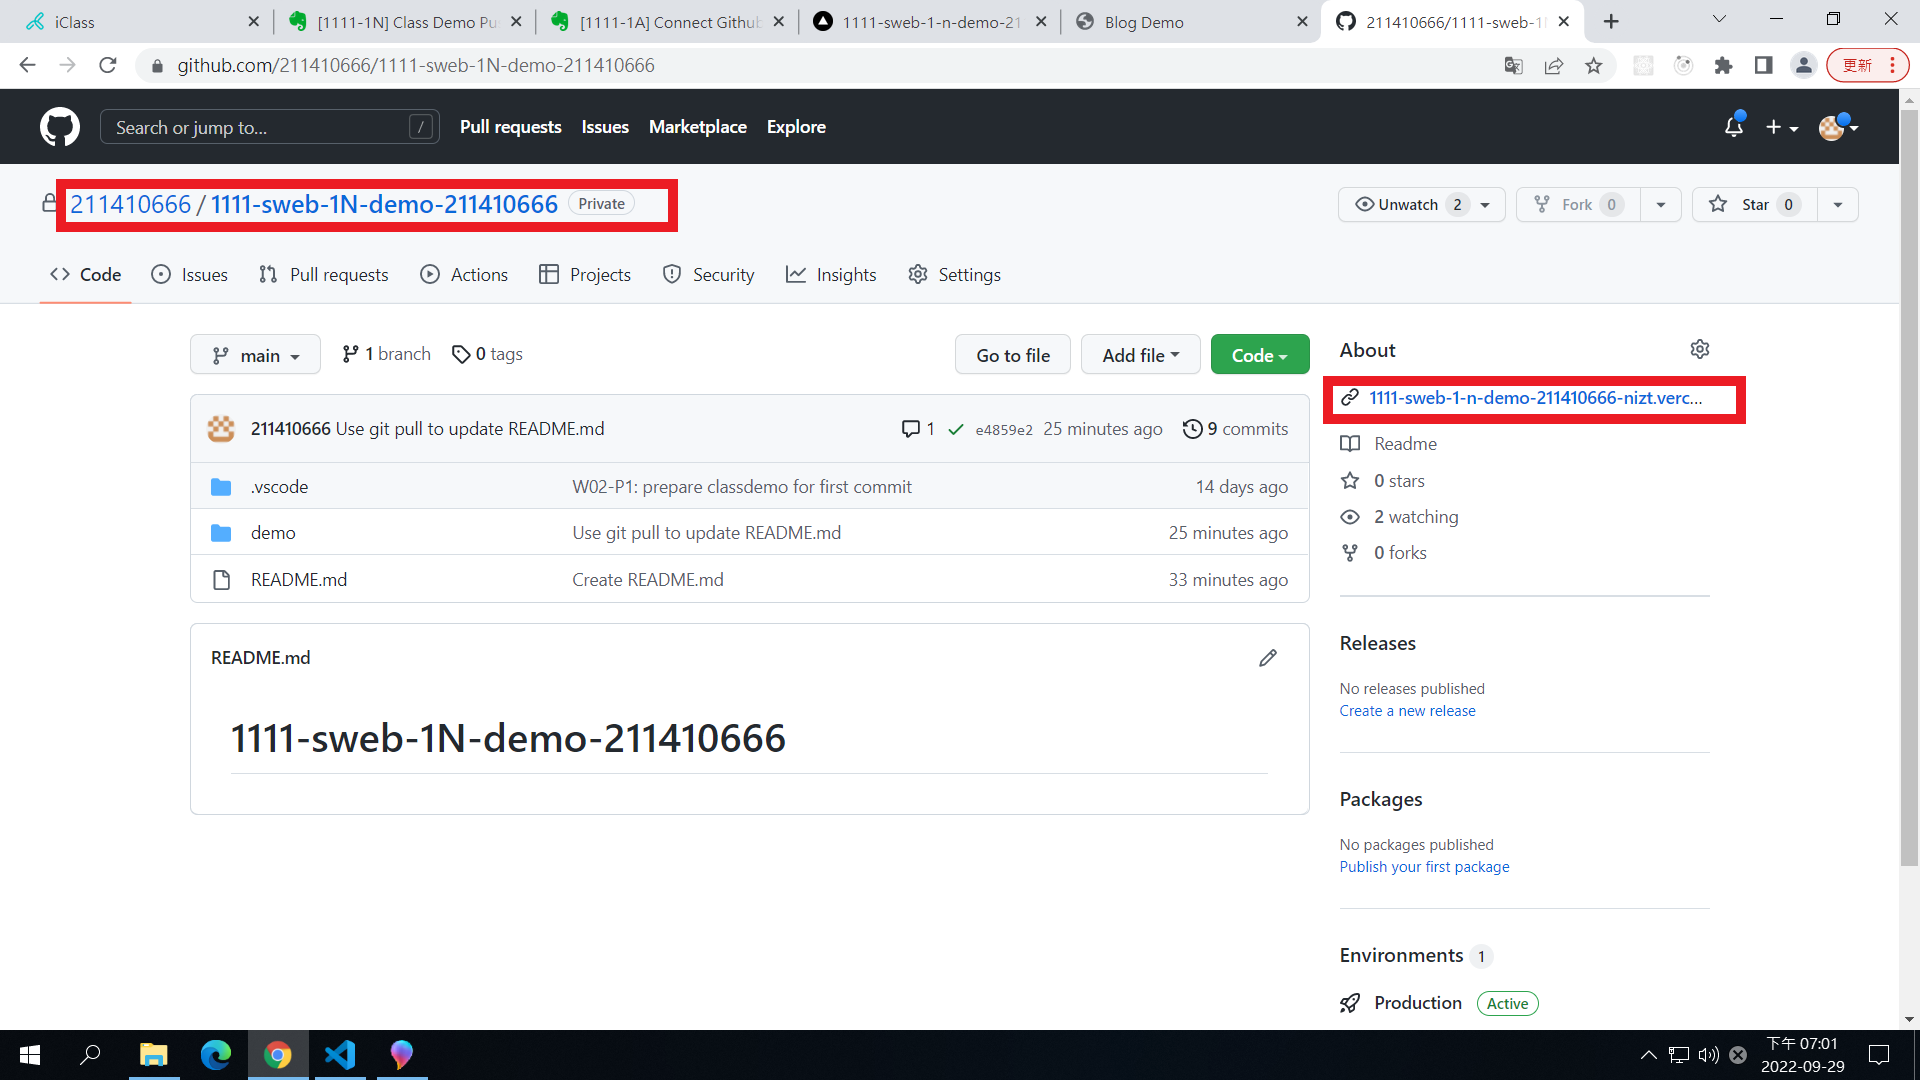 iClass
[1111-1N] Class Demo Pu
[1111-1A] Connect Github
1111-sweb-1-n-demo-21
Blog Demo
211410666/1111-sweb-1N
github.com/211410666/1111-sweb-1N-demo-211410666
更新
Search or jump to...
/
Pull requests
Issues
Marketplace
Explore
211410666 / 1111-sweb-1N-demo-211410666
Private
Unwatch 2
Fork 0
Star 0
Code
Issues
Pull requests
Actions
Projects
Security
Insights
Settings
main
1 branch
0 tags
Go to file
Add file
Code
211410666 Use git pull to update README.md
1
e4859e2 25 minutes ago
9 commits
.vscode
W02-P1: prepare classdemo for first commit
14 days ago
demo
Use git pull to update README.md
25 minutes ago
README.md
Create README.md
33 minutes ago
README.md
1111-sweb-1N-demo-211410666
About
1111-sweb-1-n-demo-211410666-nizt.verc...
Readme
0 stars
2 watching
0 forks
Releases
No releases published
Create a new release
Packages
No packages published
Publish your first package
Environments 1
Production
Active
下午 07:01
2022-09-29